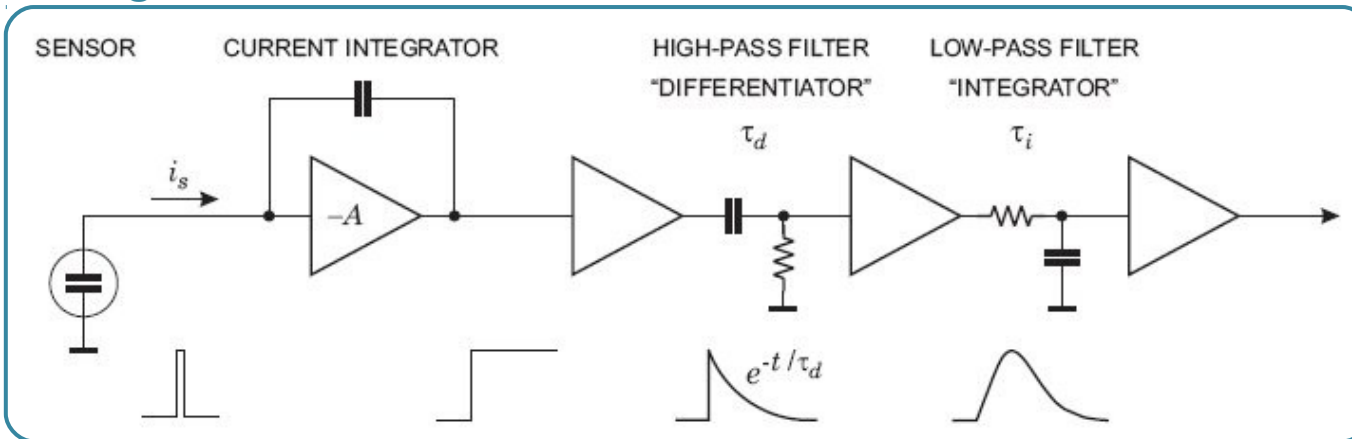 SENSOR CURRENT INTEGRATOR HIGH-PASS FILTER LOW-PASS FILTER
“DIFFERENTIATOR” “INTEGRATOR”
τd τi
is
–A
e-t /τd